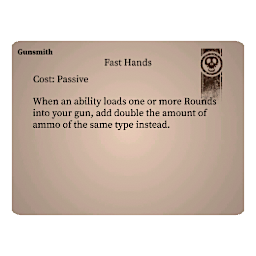 Gunsmith
Fast Hands
Cost: Passive
When an ability loads one or more Rounds
into your gun, add double the amount of
ammo of the same type instead.